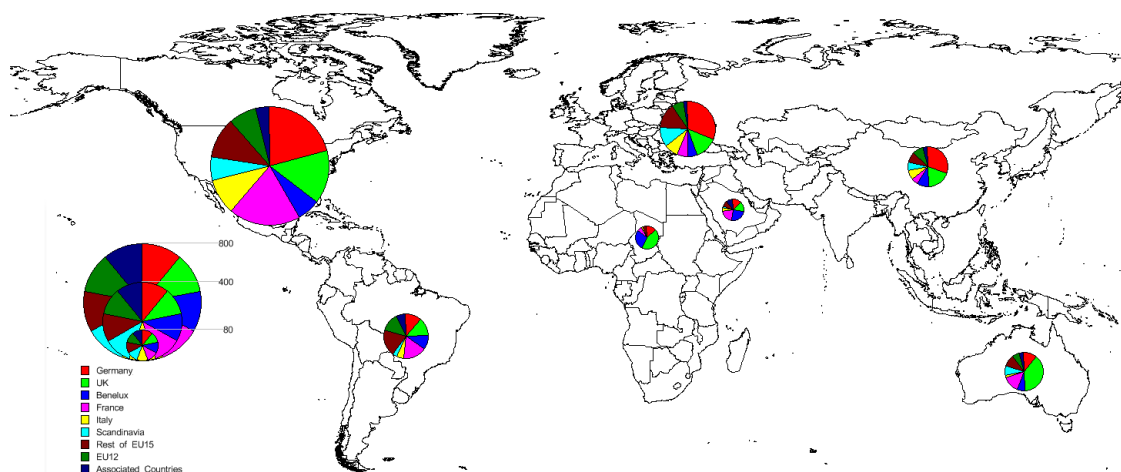 800
400
80
Germany
UK
Benelux
France
Italy
Scandinavia
Rest of EU15
EU12
Associated Countries